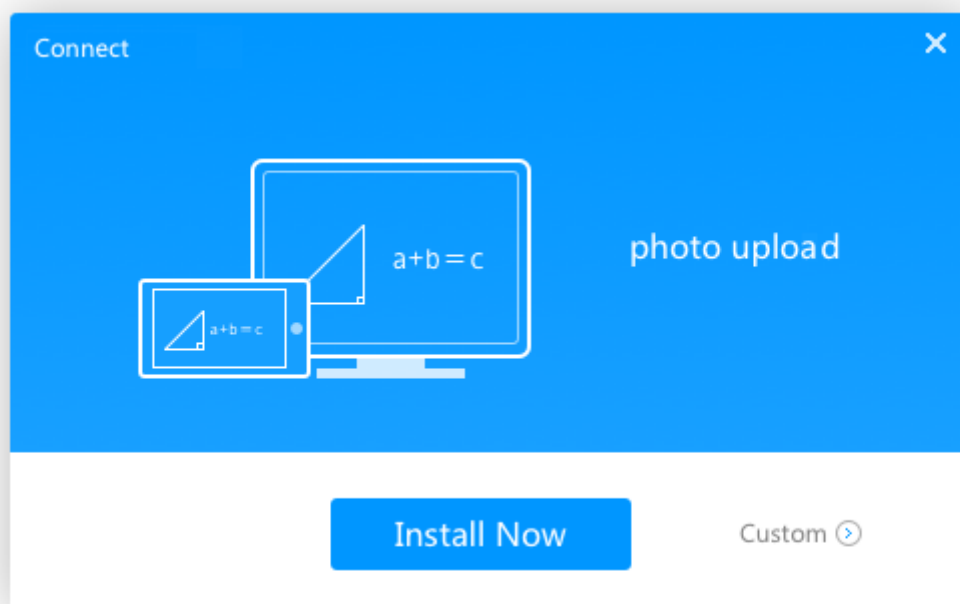 Connect
photo upload
a+b=c
a+b=c
Install Now
Custom